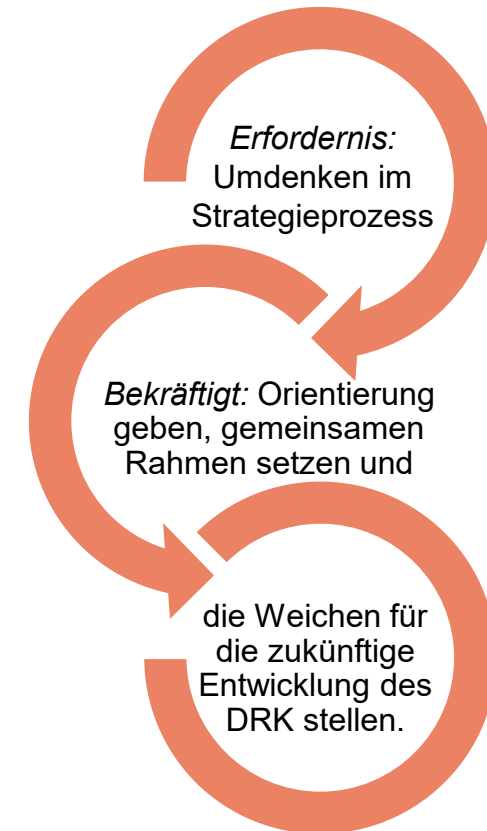 Erfordernis:
Umdenken im
Strategieprozess
Bekräftigt: Orientierung
geben, gemeinsamen
Rahmen setzen und
die Weichen für
die zukünftige
Entwicklung des
DRK stellen.